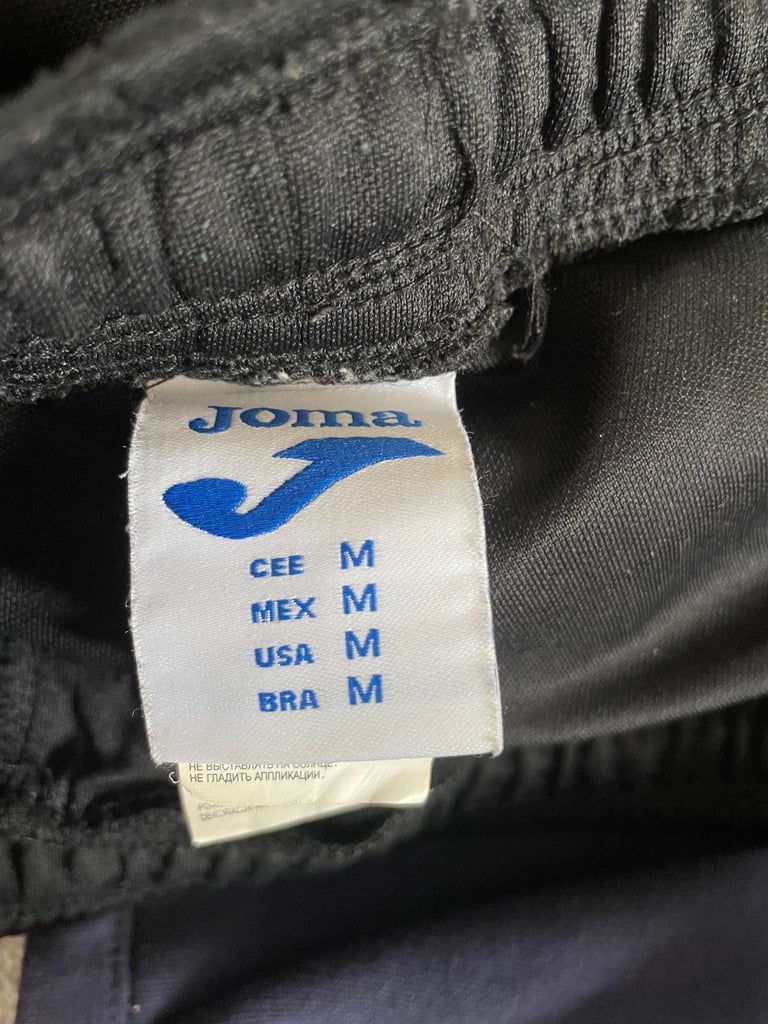 Joma
CEE M
MEX M
USA M
BRA M
НЕ ВЫСТАВЛЯТЬ НА СОЛНЦЕ.
НЕ ГЛАДИТЬ АППЛИКАЦИИ.